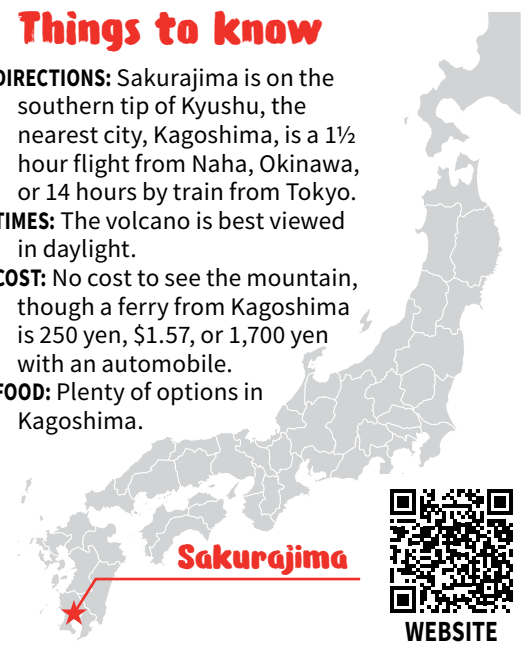 Things to know
DIRECTIONS: Sakurajima is on the
southern tip of Kyushu, the
nearest city, Kagoshima, is a 1½
hour flight from Naha, Okinawa,
or 14 hours by train from Tokyo.
TIMES: The volcano is best viewed
in daylight.
COST: No cost to see the mountain,
though a ferry from Kagoshima
is 250 yen, $1.57, or 1,700 yen
with an automobile.
FOOD: Plenty of options in
Kagoshima.
Sakurajima
WEBSITE